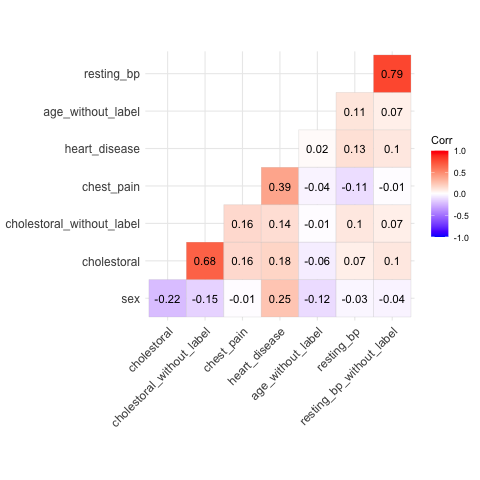 resting_bp
0.79
age_without_label
0.11 0.07
heart_disease
0.02 0.13 0.1
chest_pain
0.39 -0.04 -0.11 -0.01
cholestoral_without_label
0.16 0.14 -0.01 0.1 0.07
cholestoral
0.68 0.16 0.18 -0.06 0.07 0.1
sex
-0.22 -0.15 -0.01 0.25 -0.12 -0.03 -0.04
cholestoral
cholestoral_without_label
chest_pain
heart_disease
age_without_label
resting_bp
resting_bp_without_label
Corr
1.0
0.5
0.0
-0.5
-1.0